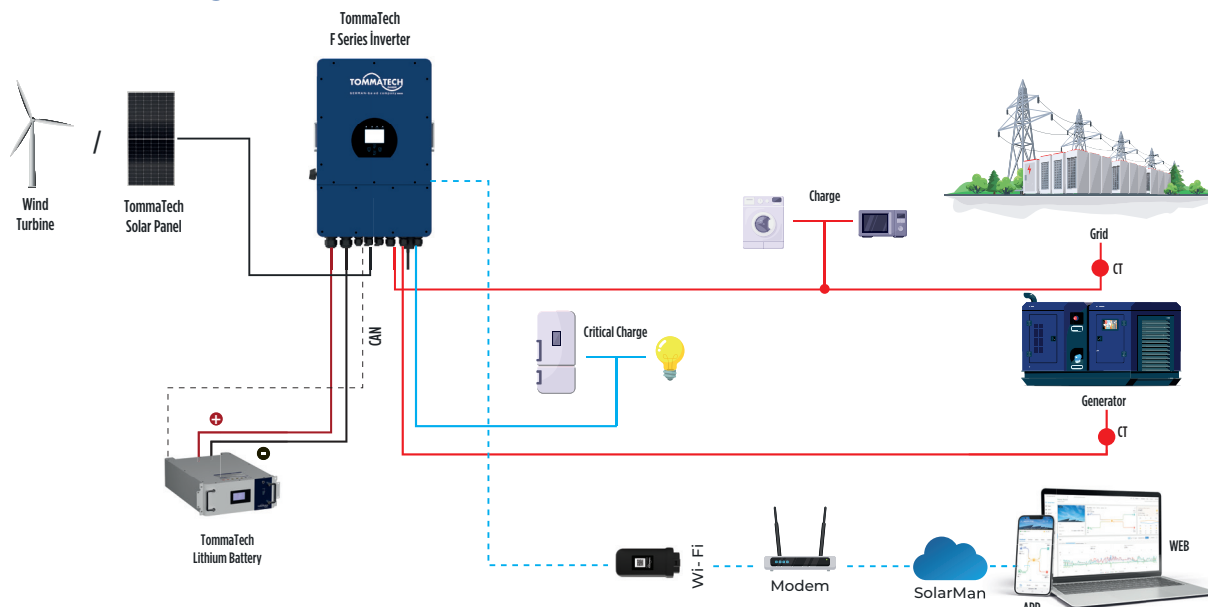 TommaTech
F Series İnverter
TOMMATECH
Wind
Turbine
/
TommaTech
Solar Panel
Charge
Grid
CT
CAN
Critical Charge
Generator
CT
+
-
TommaTech
Lithium Battery
Wi-Fi
Modem
SolarMan
APP
WEB